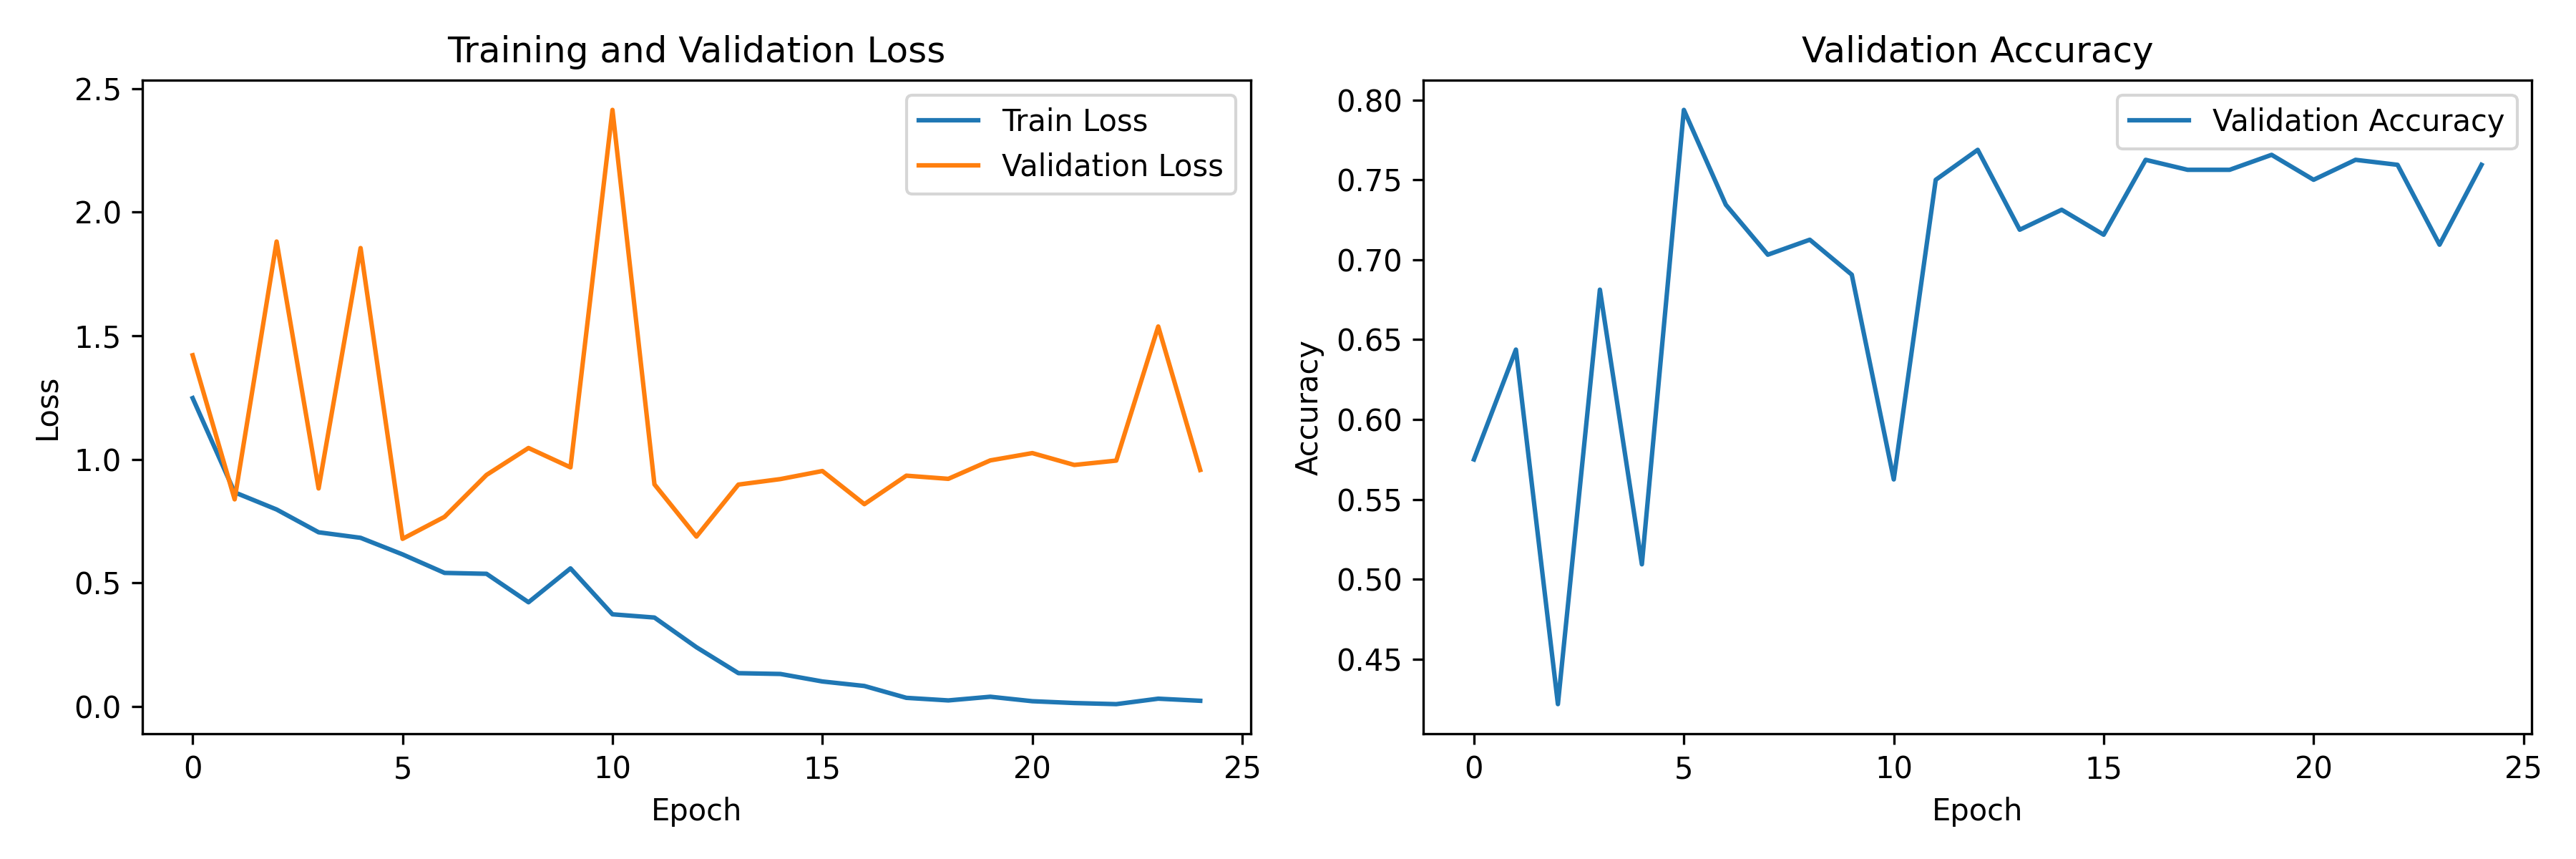 Training and Validation Loss
2.5
2.0
1.5
1.0
0.5
0.0
Loss
Train Loss
Validation Loss
0 5 10 15 20 25
Epoch
Validation Accuracy
0.80
0.75
0.70
0.65
0.60
0.55
0.50
0.45
Accuracy
Validation Accuracy
0 5 10 15 20 25
Epoch